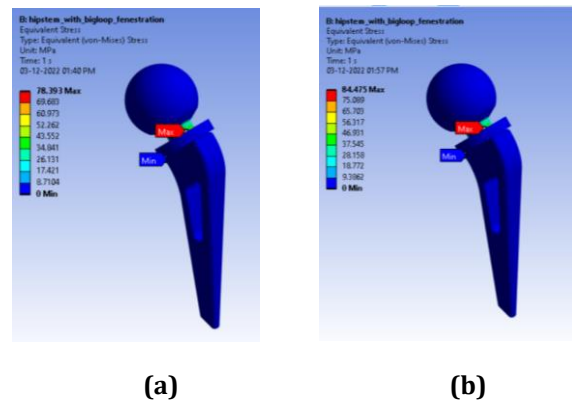 B: hipstem_with_bigloop_fenestration
Equivalent Stress
Type: Equivalent (von-Mises) Stress
Unit: MPa
Time: 1 s
03-12-2022 01:40 PM
78.393 Max
69.683
60.973
52.262
43.552
34.841
26.131
17.421
8.7104
0 Min
Max
Min
B: hipstem_with_bigloop_fenestration
Equivalent Stress
Type: Equivalent (von-Mises) Stress
Unit: MPa
Time: 1 s
03-12-2022 01:57 PM
84.475 Max
75.089
65.703
56.317
46.931
37.545
28.158
18.772
9.3862
0 Min
Max
Min
(a)
(b)